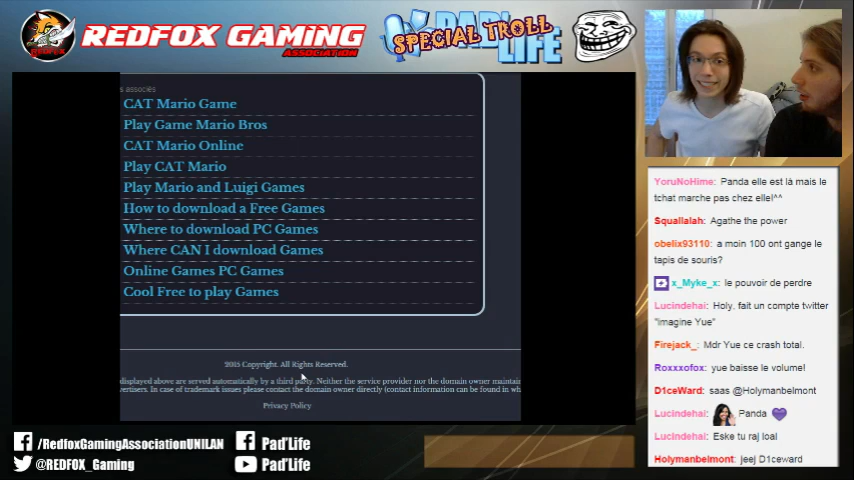 REDFOX GAMING
ASSOCIATION
PAD'LIFE
SPECIAL TROLL
s associés
CAT Mario Game
Play Game Mario Bros
CAT Mario Online
Play CAT Mario
Play Mario and Luigi Games
How to download a Free Games
Where to download PC Games
Where CAN I download Games
Online Games PC Games
Cool Free to play Games
2015 Copyright. All Rights Reserved.
displayed above are served automatically by a third party. Neither the service provider nor the domain owner maintain
vertisers. In case of trademark issues please contact the domain owner directly (contact information can be found in wh
Privacy Policy
YoruNoHime: Panda elle est là mais le
tchat marche pas chez elle!^^
Squallalah: Agathe the power
obelix93110: a moin 100 ont gange le
tapis de souris?
x_Myke_x: le pouvoir de perdre
Lucindehai: Holy, fait un compte twitter
"Imagine Yue"
Firejack_: Mdr Yue ce crash total.
Roxxxofox: yue baisse le volume!
D1ceWard: saas @Holymanbelmont
Lucindehai: Panda
Lucindehai: Eske tu raj loal
Holymanbelmont: jeej D1ceward
/RedfoxGamingAssociationUNILAN
Pad'Life
@REDFOX_Gaming
Pad'Life